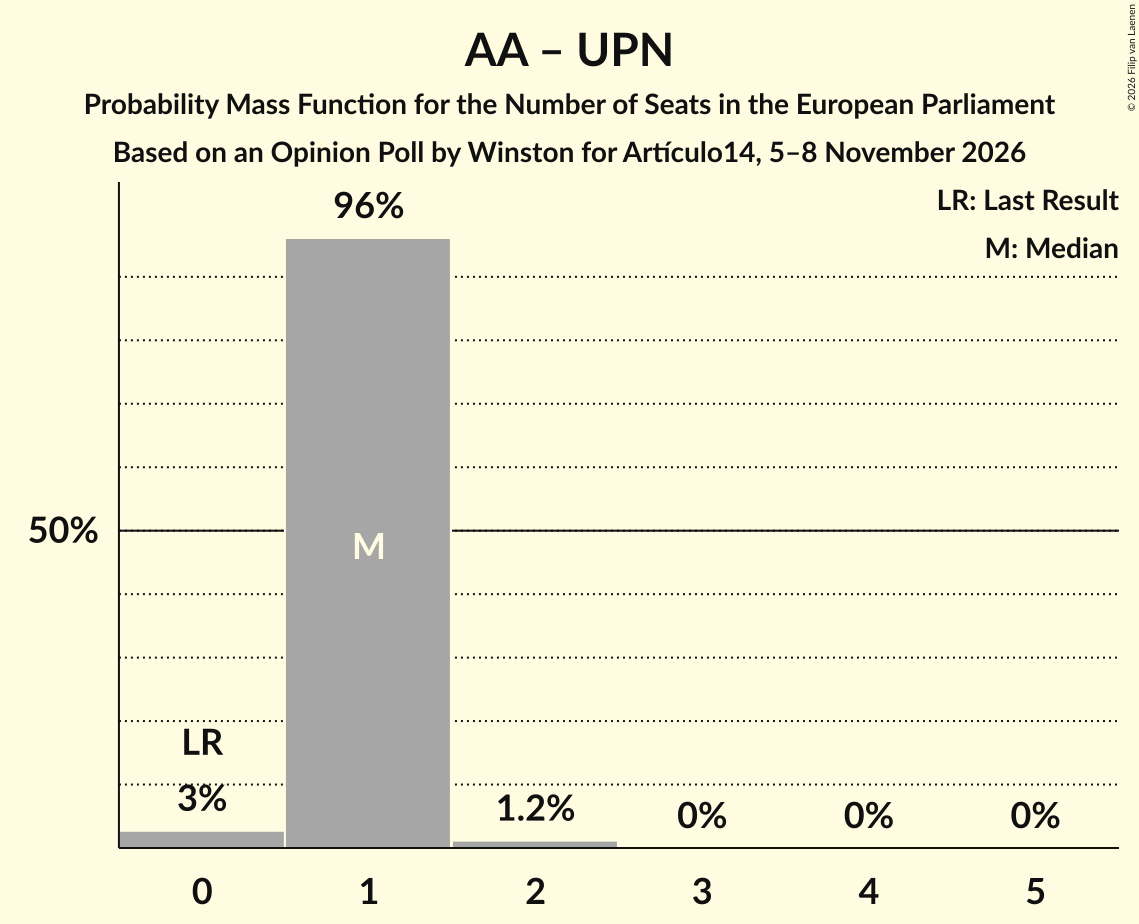 AA – UPN
Probability Mass Function for the Number of Seats in the European Parliament
Based on an Opinion Poll by Winston for Artículo14, 5–8 November 2026
© 2026 Filip van Laenen
LR: Last Result
M: Median
96%
50%
M
LR
3%
1.2%
0%
0%
0%
0
1
2
3
4
5